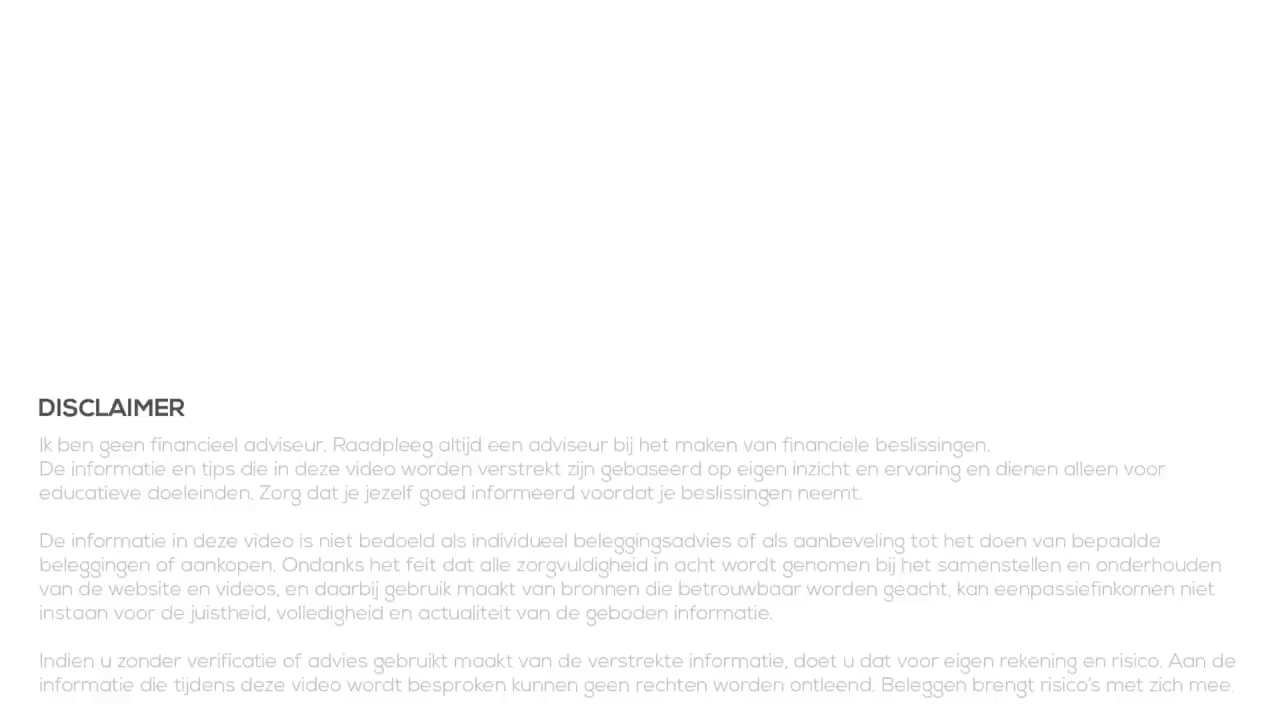 DISCLAIMER
Ik ben geen financieel adviseur. Raadpleeg altijd een adviseur bij het maken van financiele beslissingen.
De informatie en tips die in deze video worden verstrekt zijn gebaseerd op eigen inzicht en ervaring en dienen alleen voor
educatieve doeleinden. Zorg dat je jezelf goed informeerd voordat je beslissingen neemt.
De informatie in deze video is niet bedoeld als individueel beleggingsadvies of als aanbeveling tot het doen van bepaalde
beleggingen of aankopen. Ondanks het feit dat alle zorgvuldigheid in acht wordt genomen bij het samenstellen en onderhouden
van de website en videos, en daarbij gebruik maakt van bronnen die betrouwbaar worden geacht, kan eenpassiefinkomen niet
instaan voor de juistheid, volledigheid en actualiteit van de geboden informatie.
Indien u zonder verificatie of advies gebruikt maakt van de verstrekte informatie, doet u dat voor eigen rekening en risico. Aan de
informatie die tijdens deze video wordt besproken kunnen geen rechten worden ontleend. Beleggen brengt risico's met zich mee.